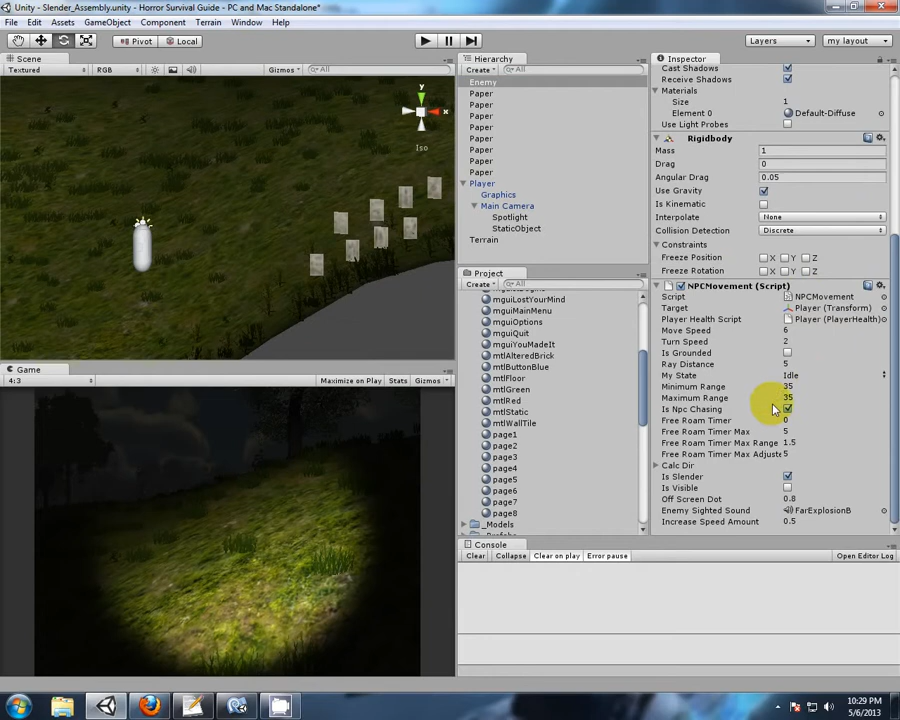 Unity - Slender_Assembly.unity - Horror Survival Guide - PC and Mac Standalone*
File Edit Assets GameObject Component Terrain Window Help
Pivot Local Layers my layout
Scene
Textured RGB Gizmos All
y
x
Iso
Game
4:3 Maximize on Play Stats Gizmos
Hierarchy
Create All
Enemy
Paper
Paper
Paper
Paper
Paper
Paper
Paper
Paper
Player
Graphics
Main Camera
Spotlight
StaticObject
Terrain
Project
Create All
mguiLostYourMind
mguiMainMenu
mguiOptions
mguiQuit
mguiYouMadeIt
mtlAlteredBrick
mtlButtonBlue
mtlFloor
mtlGreen
mtlRed
mtlStatic
mtlWallTile
page1
page2
page3
page4
page5
page6
page7
page8
_Models
Console
Clear Collapse Clear on play Error pause Open Editor Log
Inspector
Cast Shadows
Receive Shadows
Materials
Size 1
Element 0 Default-Diffuse
Use Light Probes
Rigidbody
Mass 1
Drag 0
Angular Drag 0.05
Use Gravity
Is Kinematic
Interpolate None
Collision Detection Discrete
Constraints
Freeze Position X Y Z
Freeze Rotation X Y Z
NPCMovement (Script)
Script NPCMovement
Target Player (Transform)
Player Health Script Player (PlayerHealth)
Move Speed 6
Turn Speed 2
Is Grounded
Ray Distance 5
My State Idle
Minimum Range 35
Maximum Range 35
Is Npc Chasing
Free Roam Timer 0
Free Roam Timer Max 5
Free Roam Timer Max Range 1.5
Free Roam Timer Max Adjuste 5
Calc Dir
Is Slender
Is Visible
Off Screen Dot 0.8
Enemy Sighted Sound FarExplosionB
Increase Speed Amount 0.5
10:29 PM
5/6/2013